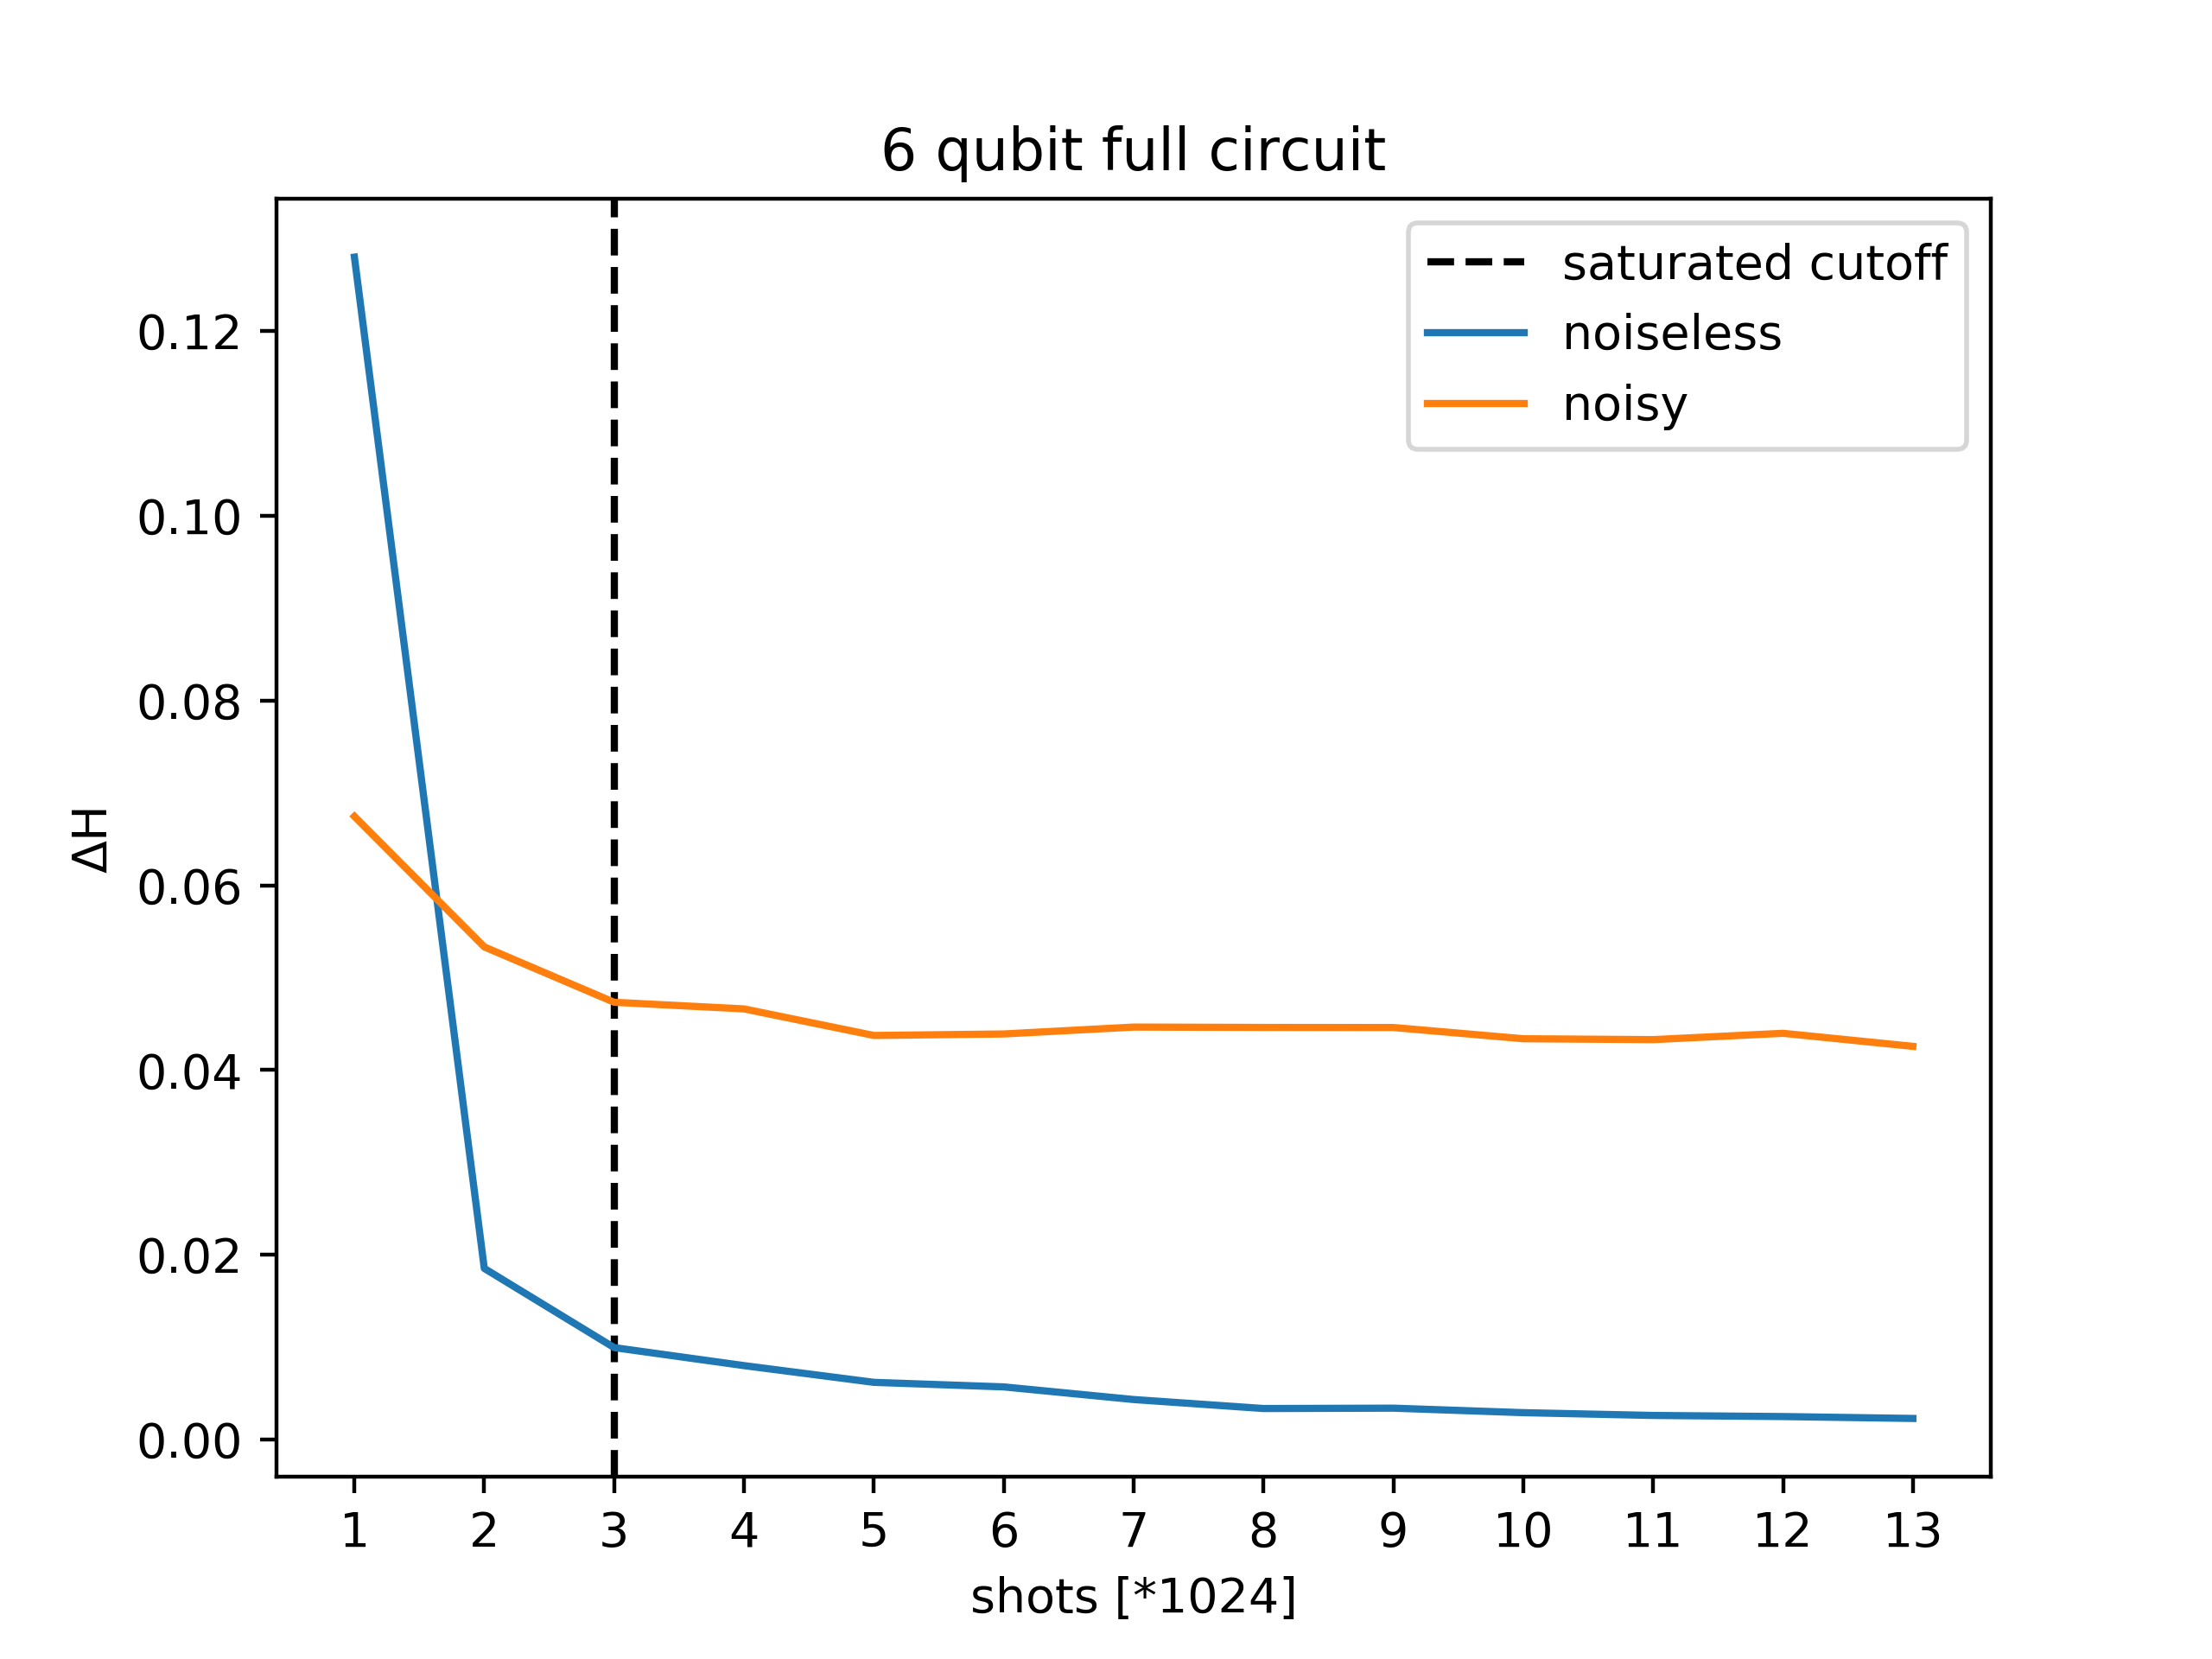 6 qubit full circuit
saturated cutoff
noiseless
noisy
0.12
0.10
0.08
0.06
0.04
0.02
0.00
ΔH
1 2 3 4 5 6 7 8 9 10 11 12 13
shots [*1024]